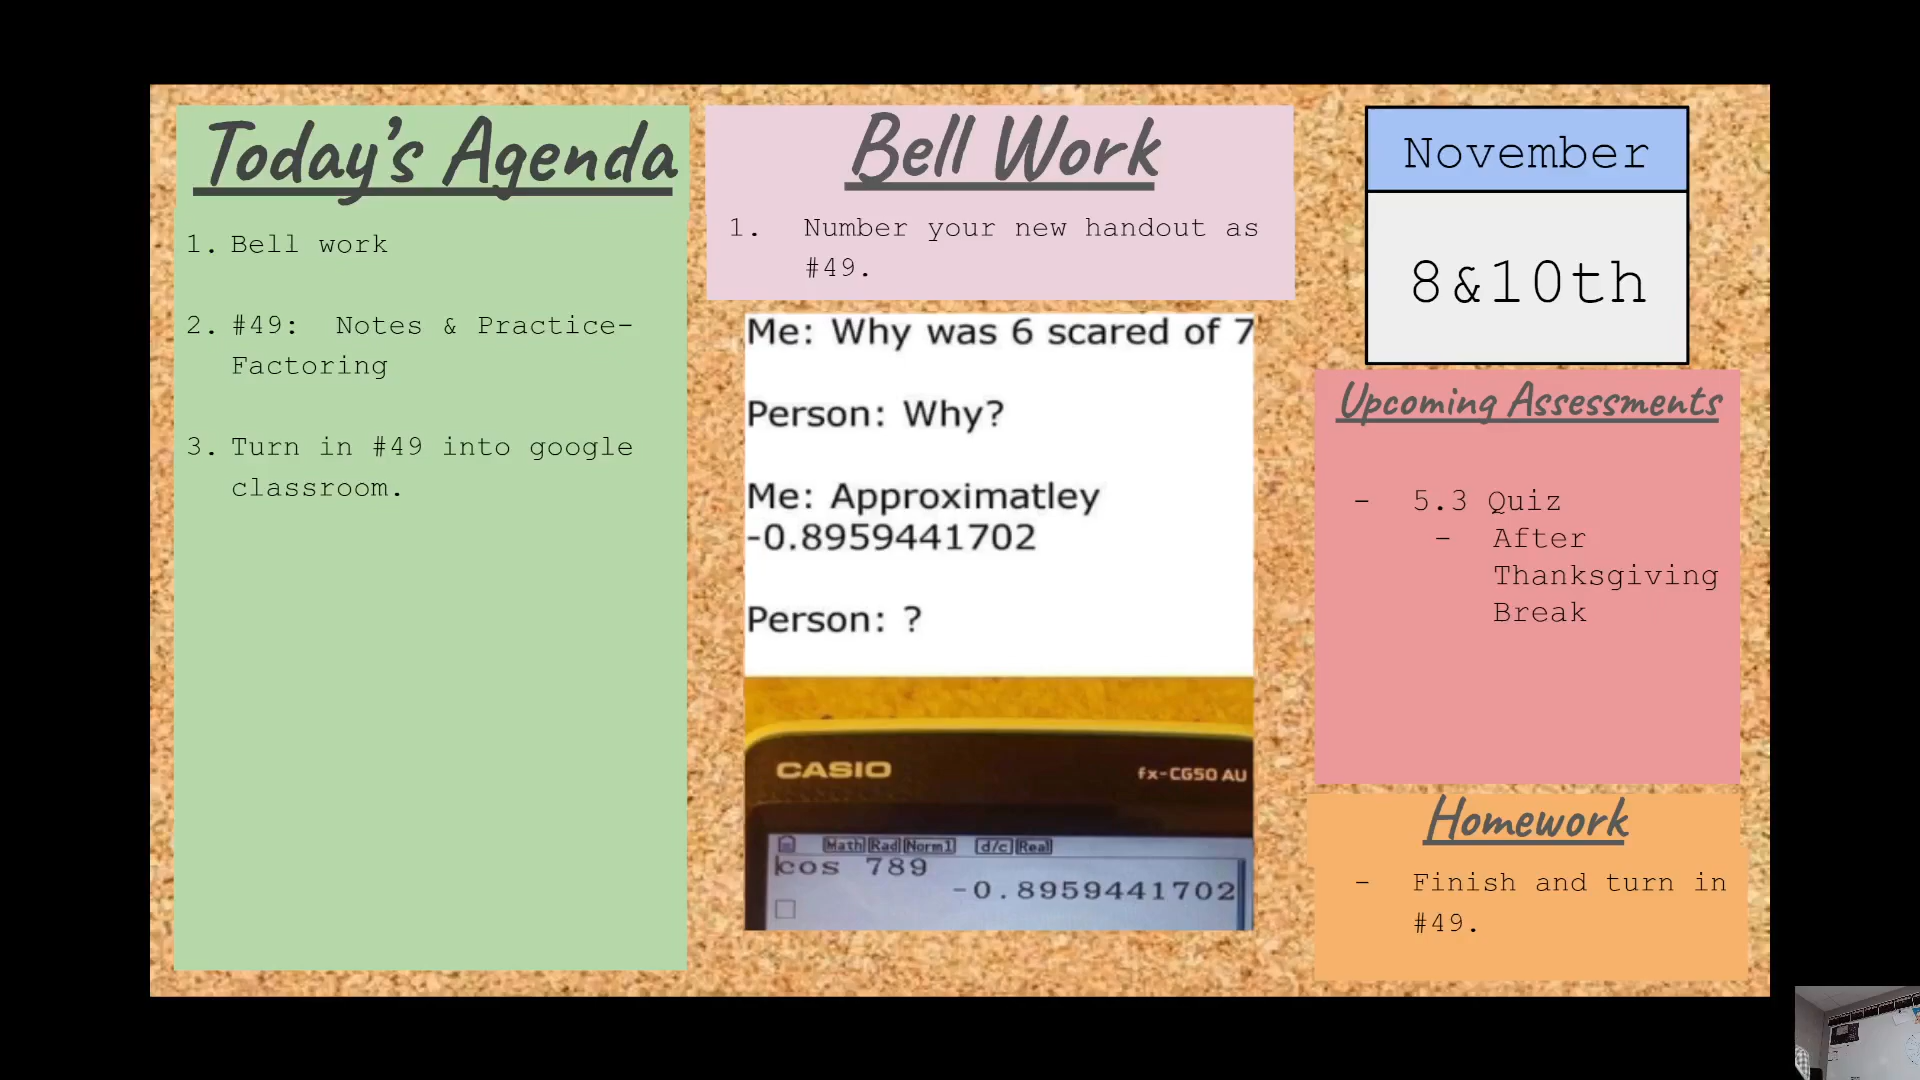 Today's Agenda
1. Bell work
2. #49: Notes & Practice-
Factoring
3. Turn in #49 into google
classroom.
Bell Work
1. Number your new handout as
#49.
Me: Why was 6 scared of 7
Person: Why?
Me: Approximatley
-0.8959441702
Person: ?
CASIO
fx-CG50 AU
Math Rad Norm1 d/c Real
cos 789
-0.8959441702
November
8&10th
Upcoming Assessments
- 5.3 Quiz
- After
Thanksgiving
Break
Homework
- Finish and turn in
#49.